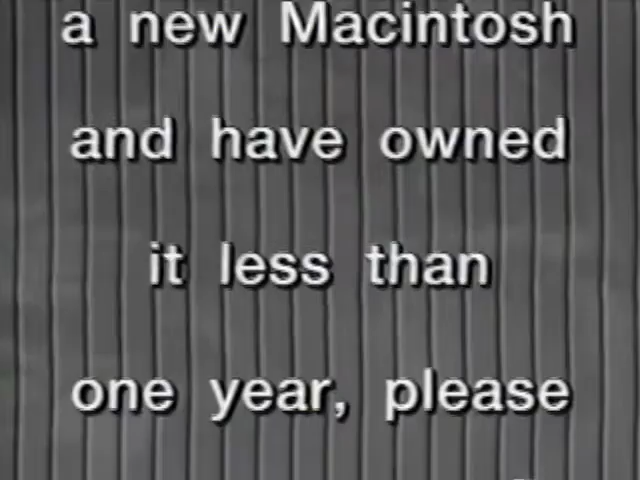 a new Macintosh
and have owned
it less than
one year, please